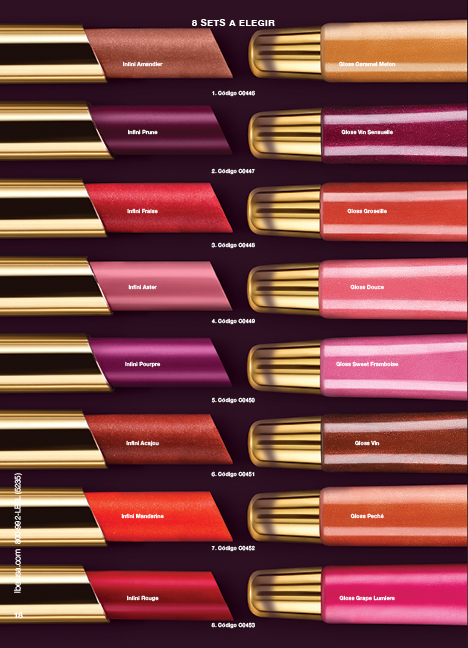 8 SETS A ELEGIR
Infini Amandier
Gloss Caramel Melon
1. Código C0446
Infini Prune
Gloss Vin Sensuelle
2. Código C0447
Infini Fraise
Gloss Groseille
3. Código C0448
Infini Aster
Gloss Douce
4. Código C0449
Infini Pourpre
Gloss Sweet Framboise
5. Código C0450
Infini Acajou
Gloss Vin
6. Código C0451
Infini Mandarine
Gloss Peché
7. Código C0452
Infini Rouge
Gloss Grape Lumiere
8. Código C0453
18